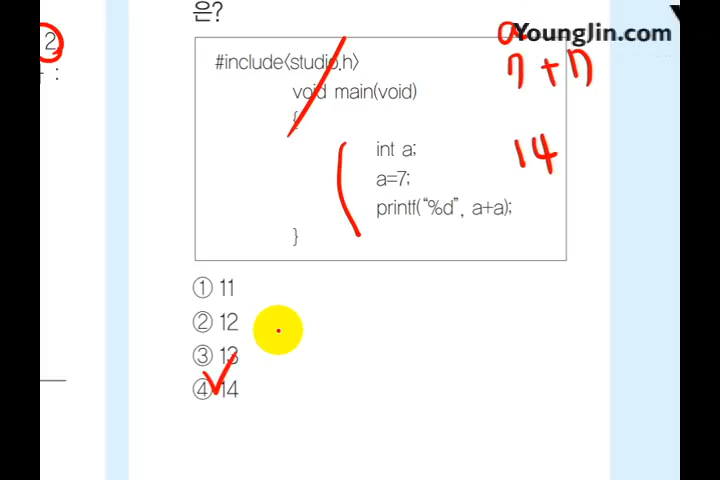 은?
2
:
YoungJin.com
a
7 + 7
14
#include<studio.h>
void main(void)
{
int a;
a=7;
printf("%d", a+a);
}
① 11
② 12
③ 13
④ 14